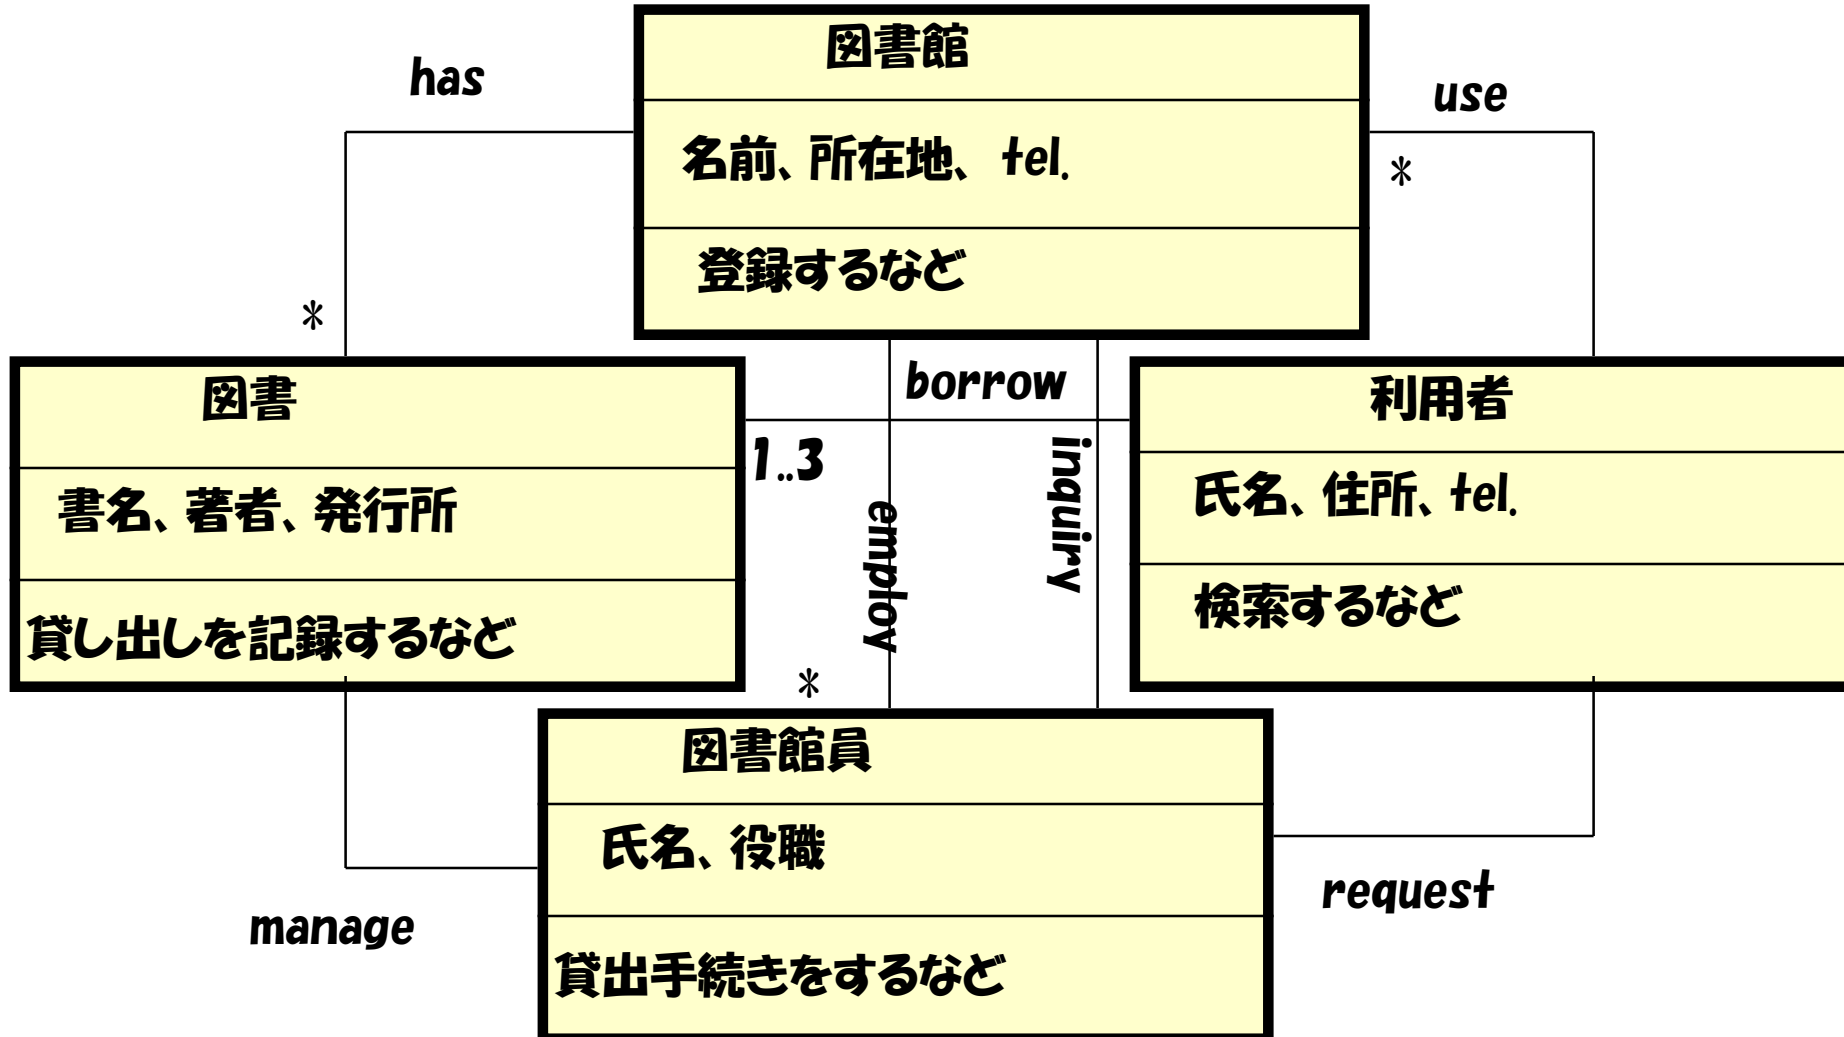 図書館
has
use
名前、所在地、tel.
*
登録するなど
*
borrow
図書
利用者
1..3
inquiry
書名、著者、発行所
氏名、住所、tel.
employ
検索するなど
貸し出しを記録するなど
*
図書館員
氏名、役職
request
manage
貸出手続きをするなど